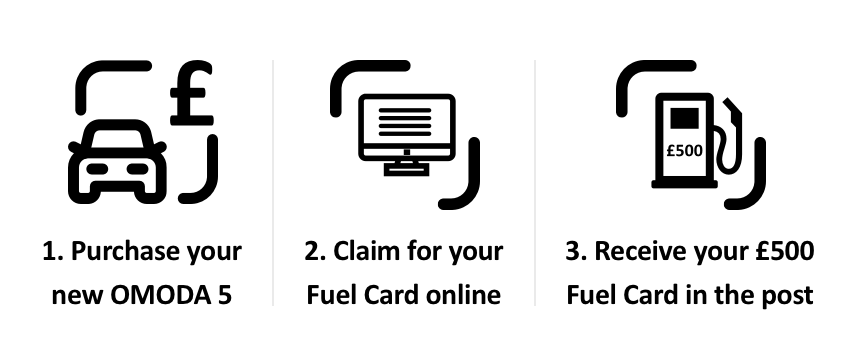 £
£500
1. Purchase your
new OMODA 5
2. Claim for your
Fuel Card online
3. Receive your £500
Fuel Card in the post